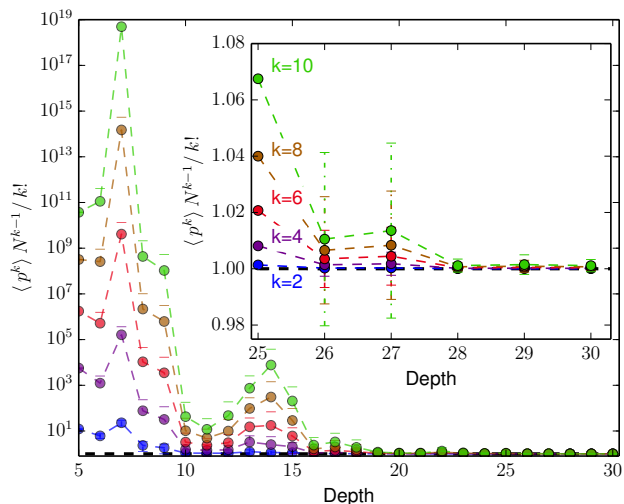 10^19
10^17
10^15
10^13
10^11
10^9
10^7
10^5
10^3
10^1
⟨p^k⟩ N^{k−1}/k!
5 10 15 20 25 30
Depth
1.08
1.06
1.04
1.02
1.00
0.98
⟨p^k⟩ N^{k−1}/k!
k=10
k=8
k=6
k=4
k=2
25 26 27 28 29 30
Depth